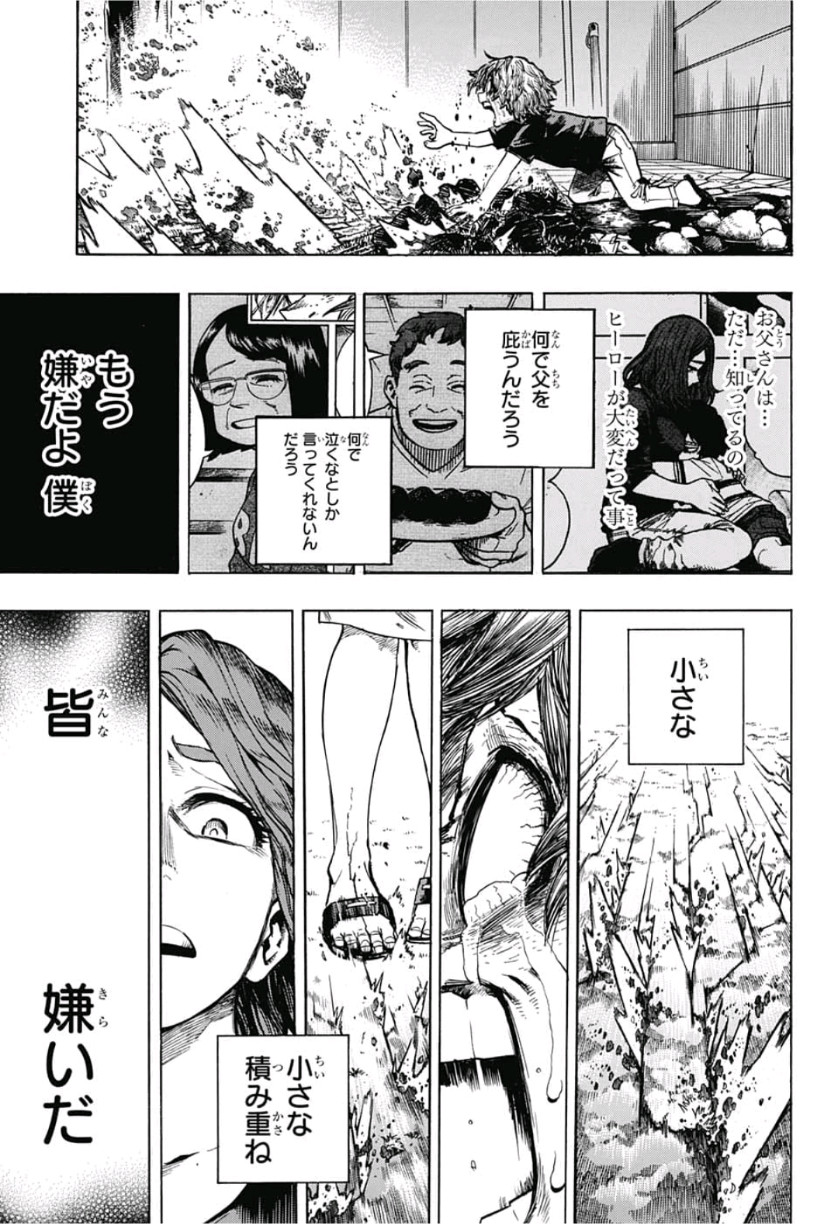 お父さんは…
ただ…知ってるの
ヒーローが大変だって事
何で父を
庇うんだろう
何で
泣くなとしか
言ってくれないん
だろう
もう
嫌だよ 僕
小さな
小さな
積み重ね
皆
嫌いだ